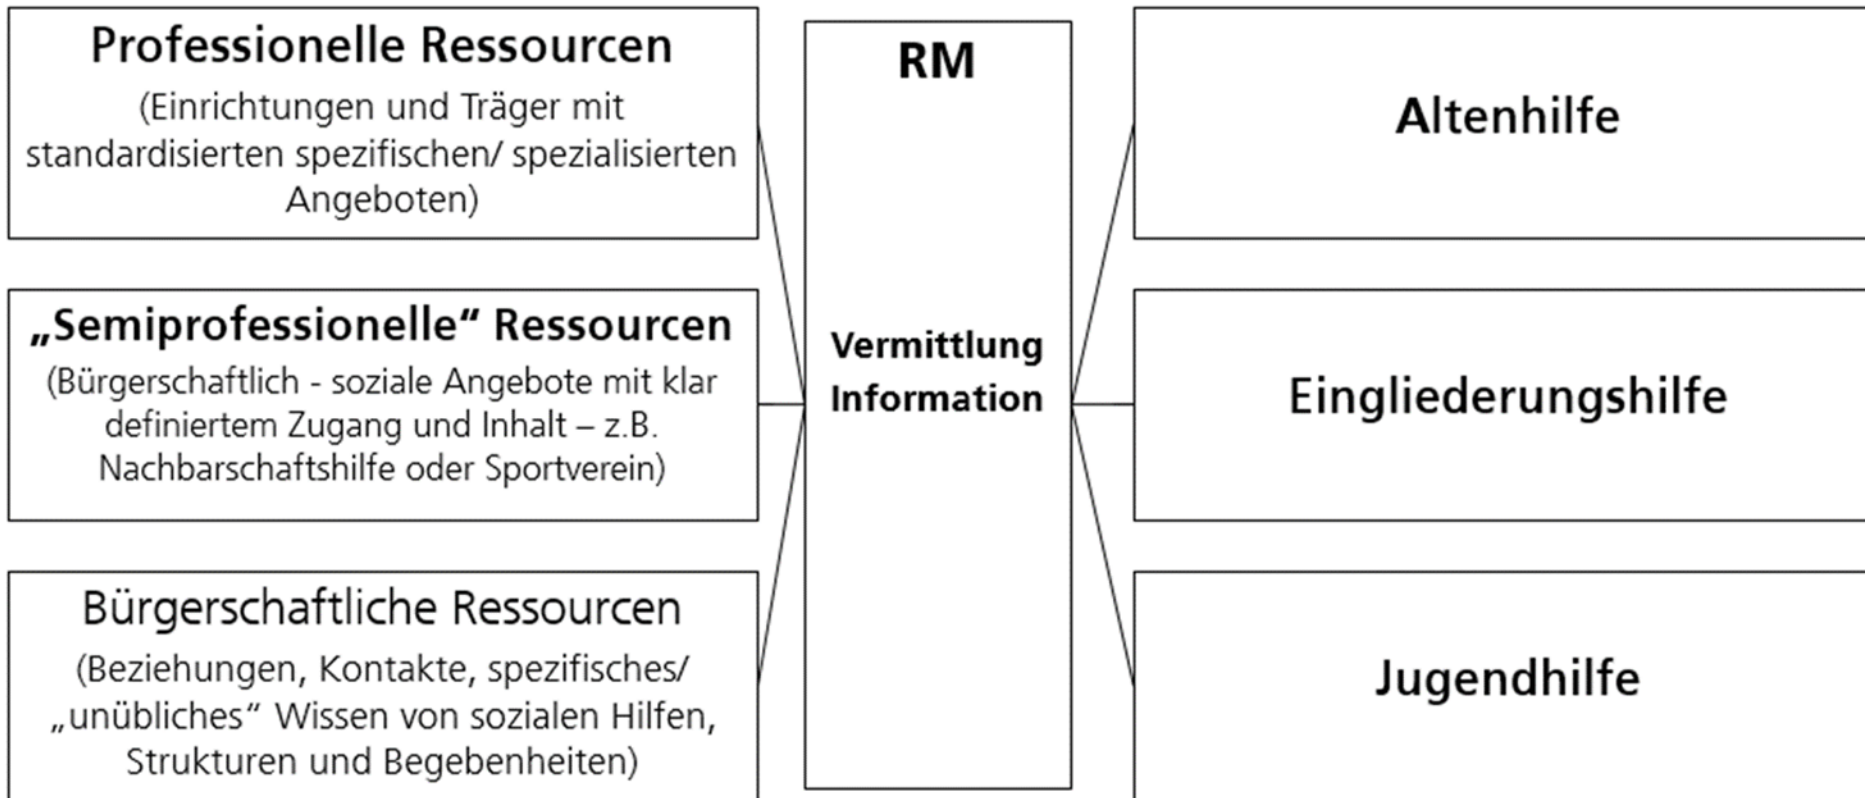 Professionelle Ressourcen
(Einrichtungen und Träger mit
standardisierten spezifischen/ spezialisierten
Angeboten)
„Semiprofessionelle“ Ressourcen
(Bürgerschaftlich - soziale Angebote mit klar
definiertem Zugang und Inhalt – z.B.
Nachbarschaftshilfe oder Sportverein)
Bürgerschaftliche Ressourcen
(Beziehungen, Kontakte, spezifisches/
„unübliches“ Wissen von sozialen Hilfen,
Strukturen und Begebenheiten)
RM
Vermittlung
Information
Altenhilfe
Eingliederungshilfe
Jugendhilfe